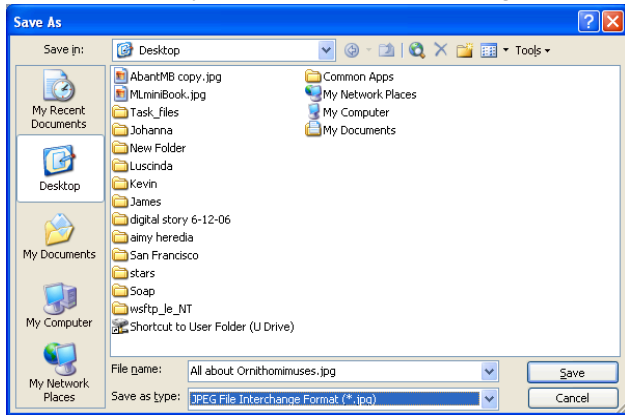 Save As
Save in:
Desktop
Tools
My Recent
Documents
Desktop
My Documents
My Computer
My Network
Places
AbantMB copy.jpg
MLminiBook.jpg
Task_files
Johanna
New Folder
Luscinda
Kevin
James
digital story 6-12-06
aimy heredia
San Francisco
stars
Soap
wsftp_le_NT
Shortcut to User Folder (U Drive)
Common Apps
My Network Places
My Computer
My Documents
File name:
All about Ornithomimuses.jpg
Save
Save as type:
JPEG File Interchange Format (*.jpg)
Cancel